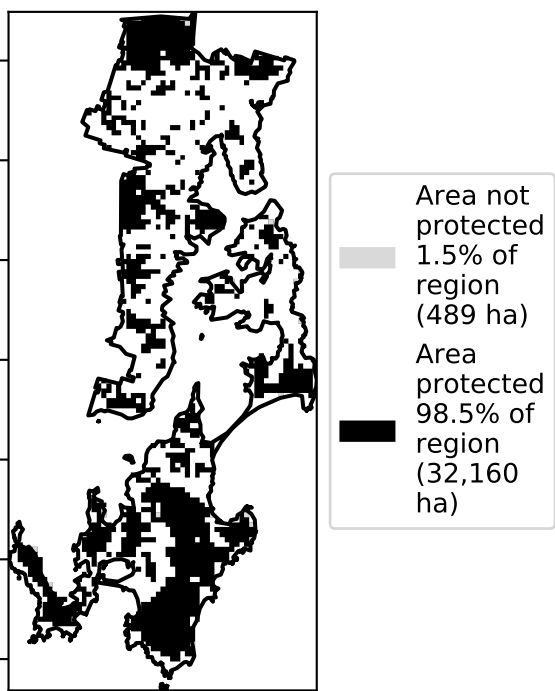 Area not
protected
1.5% of
region
(489 ha)
Area
protected
98.5% of
region
(32,160
ha)